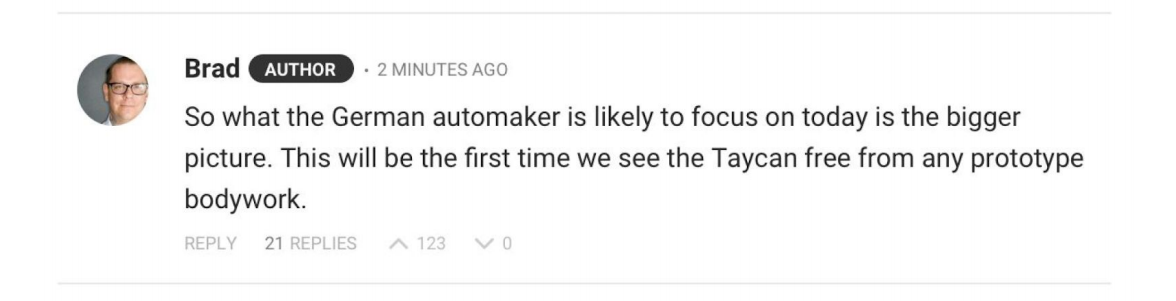 Brad AUTHOR · 2 MINUTES AGO
So what the German automaker is likely to focus on today is the bigger
picture. This will be the first time we see the Taycan free from any prototype
bodywork.
REPLY 21 REPLIES 123 0